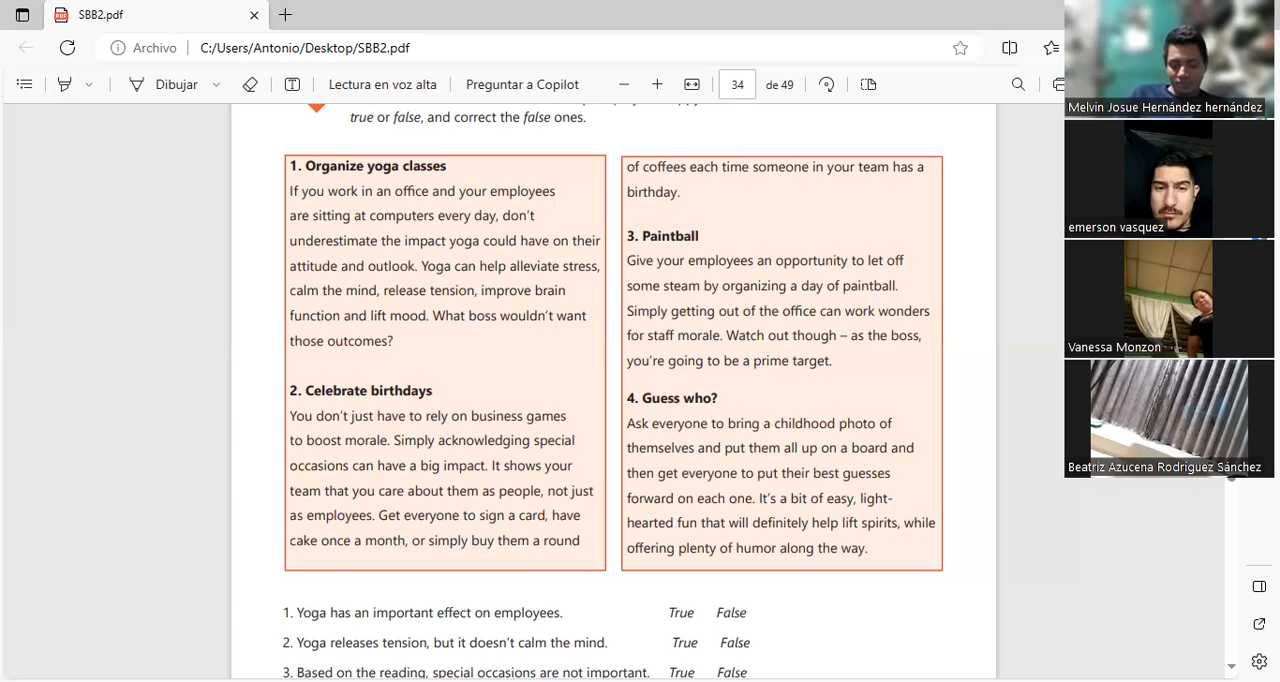 SBB2.pdf
Archivo
C:/Users/Antonio/Desktop/SBB2.pdf
Dibujar
Lectura en voz alta
Preguntar a Copilot
34
de 49
true or false, and correct the false ones.
1. Organize yoga classes
If you work in an office and your employees
are sitting at computers every day, don't
underestimate the impact yoga could have on their
attitude and outlook. Yoga can help alleviate stress,
calm the mind, release tension, improve brain
function and lift mood. What boss wouldn't want
those outcomes?
2. Celebrate birthdays
You don't just have to rely on business games
to boost morale. Simply acknowledging special
occasions can have a big impact. It shows your
team that you care about them as people, not just
as employees. Get everyone to sign a card, have
cake once a month, or simply buy them a round
of coffees each time someone in your team has a
birthday.
3. Paintball
Give your employees an opportunity to let off
some steam by organizing a day of paintball.
Simply getting out of the office can work wonders
for staff morale. Watch out though – as the boss,
you're going to be a prime target.
4. Guess who?
Ask everyone to bring a childhood photo of
themselves and put them all up on a board and
then get everyone to put their best guesses
forward on each one. It's a bit of easy, light-
hearted fun that will definitely help lift spirits, while
offering plenty of humor along the way.
1. Yoga has an important effect on employees. True False
2. Yoga releases tension, but it doesn't calm the mind. True False
3. Based on the reading, special occasions are not important. True False
Melvin Josue Hernández hernández
emerson vasquez
Vanessa Monzon
Beatriz Azucena Rodriguez Sánchez